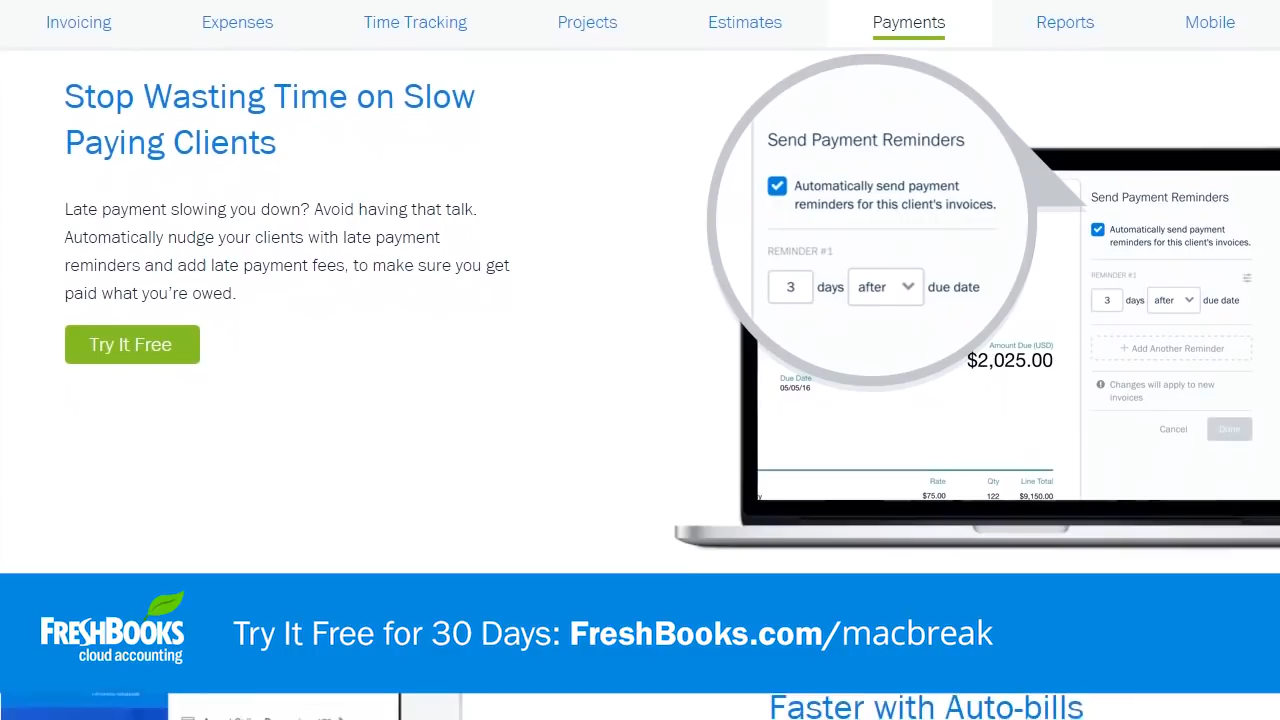 Invoicing Expenses Time Tracking Projects Estimates Payments Reports Mobile
Stop Wasting Time on Slow
Paying Clients
Late payment slowing you down? Avoid having that talk.
Automatically nudge your clients with late payment
reminders and add late payment fees, to make sure you get
paid what you’re owed.
Try It Free
Send Payment Reminders
Automatically send payment
reminders for this client's invoices.
REMINDER #1
3 days after due date
Send Payment Reminders
Automatically send payment
reminders for this client's invoices.
REMINDER #1
3 days after due date
+ Add Another Reminder
Changes will apply to new
invoices
Cancel Done
Amount Due (USD)
$2,025.00
Due Date
05/05/16
Rate Qty Line Total
$75.00 122 $9,150.00
FRESHBOOKS
cloud accounting
Try It Free for 30 Days: FreshBooks.com/macbreak
Faster with Auto-bills